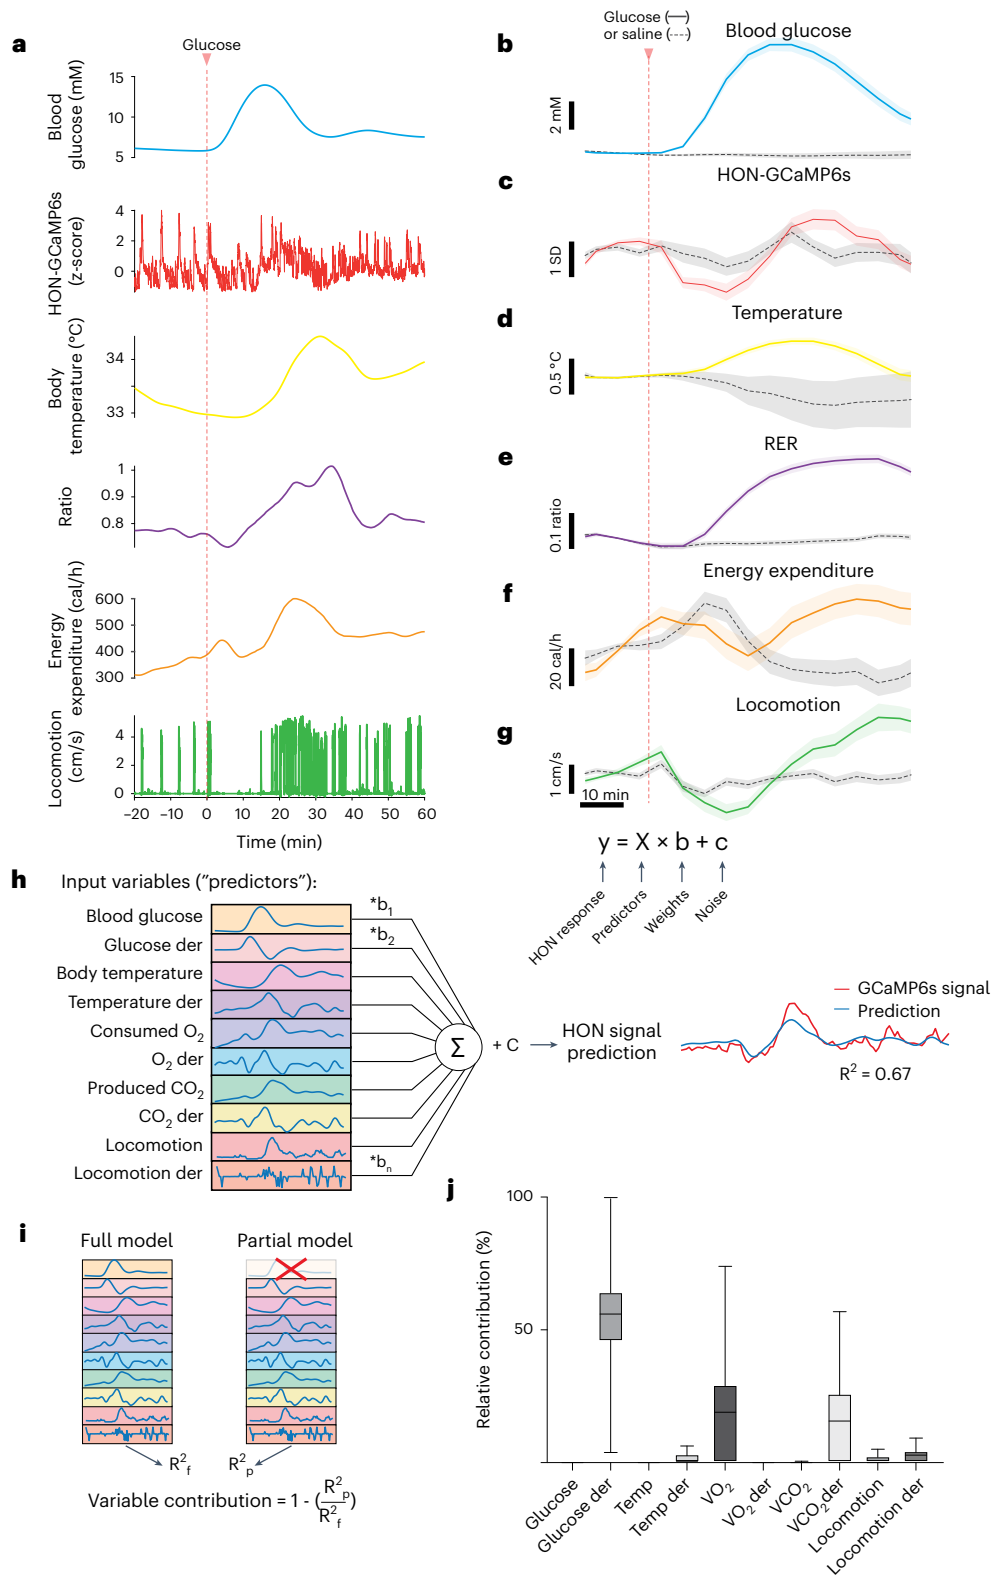 a
Glucose
Blood
glucose (mM)
15
10
5
HON-GCaMP6s
(z-score)
4
2
0
Body
temperature (°C)
34
33
Ratio
1
0.9
0.8
Energy
expenditure (cal/h)
600
500
400
300
Locomotion
(cm/s)
4
2
0
–20 –10 0 10 20 30 40 50 60
Time (min)
Glucose (—)
or saline (---)
b
Blood glucose
2 mM
c
HON-GCaMP6s
1 SD
d
Temperature
0.5 °C
e
RER
0.1 ratio
f
Energy expenditure
20 cal/h
g
Locomotion
1 cm/s
10 min
y = X × b + c
HON response
Predictors
Weights
Noise
h
Input variables ("predictors"):
Blood glucose
Glucose der
Body temperature
Temperature der
Consumed O2
O2 der
Produced CO2
CO2 der
Locomotion
Locomotion der
*b1
*b2
*bn
Σ
+ C
HON signal
prediction
GCaMP6s signal
Prediction
R2 = 0.67
i
Full model
Partial model
R2f
R2p
Variable contribution = 1 - (R2p/R2f)
j
Relative contribution (%)
100
50
Glucose
Glucose der
Temp
Temp der
VO2
VO2 der
VCO2
VCO2 der
Locomotion
Locomotion der